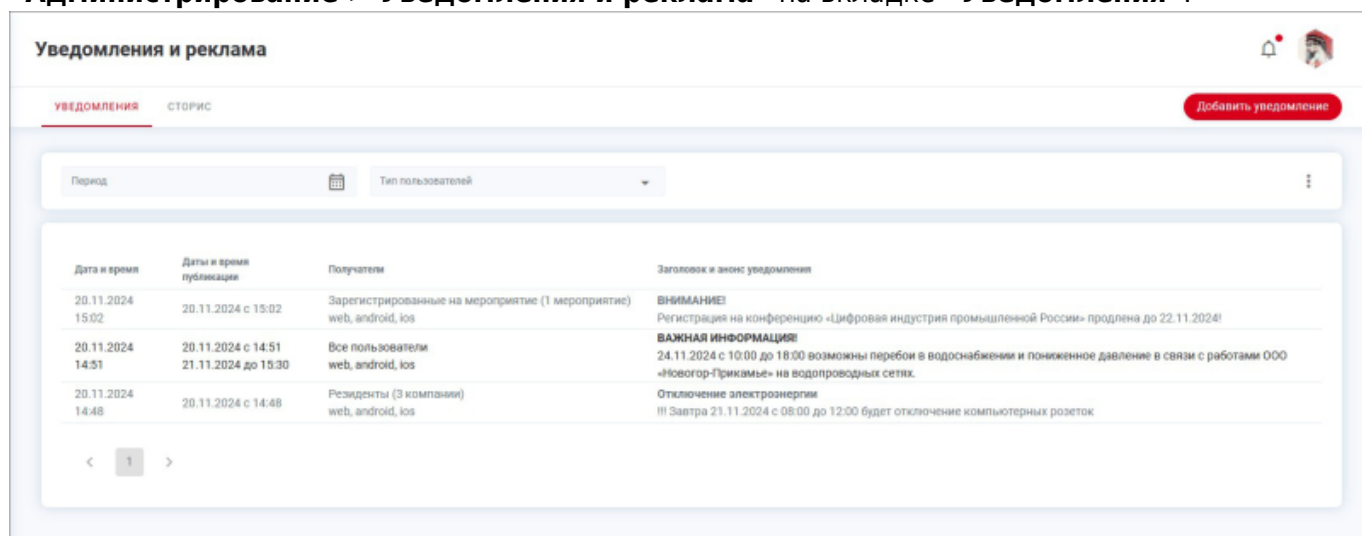 Администрирование > "Уведомления и реклама" на вкладке "Уведомления".
Уведомления и реклама
УВЕДОМЛЕНИЯ СТОРИС Добавить уведомление
Период Тип пользователей
Дата и время Даты и время публикации Получатели Заголовок и анонс уведомления
20.11.2024 15:02 20.11.2024 с 15:02 Зарегистрированные на мероприятие (1 мероприятие) ВНИМАНИЕ!
web, android, ios Регистрация на конференцию «Цифровая индустрия промышленной России» продлена до 22.11.2024!
20.11.2024 20.11.2024 с 14:51 Все пользователи ВАЖНАЯ ИНФОРМАЦИЯ!
14:51 21.11.2024 до 15:30 web, android, ios 24.11.2024 с 10:00 до 18:00 возможны перебои в водоснабжении и пониженное давление в связи с работами ООО
«Новогор-Прикамье» на водопроводных сетях.
20.11.2024 14:48 20.11.2024 с 14:48 Резиденты (3 компании) Отключение электроэнергии
web, android, ios !!! Завтра 21.11.2024 с 08:00 до 12:00 будет отключение компьютерных розеток
< 1 >